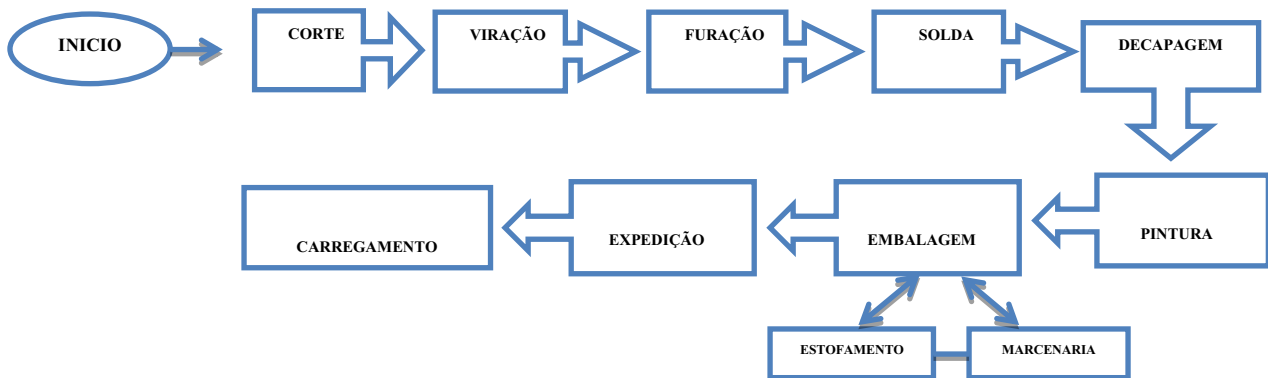 INICIO
CORTE
VIRAÇÃO
FURAÇÃO
SOLDA
DECAPAGEM
PINTURA
EMBALAGEM
EXPEDIÇÃO
CARREGAMENTO
ESTOFAMENTO
MARCENARIA